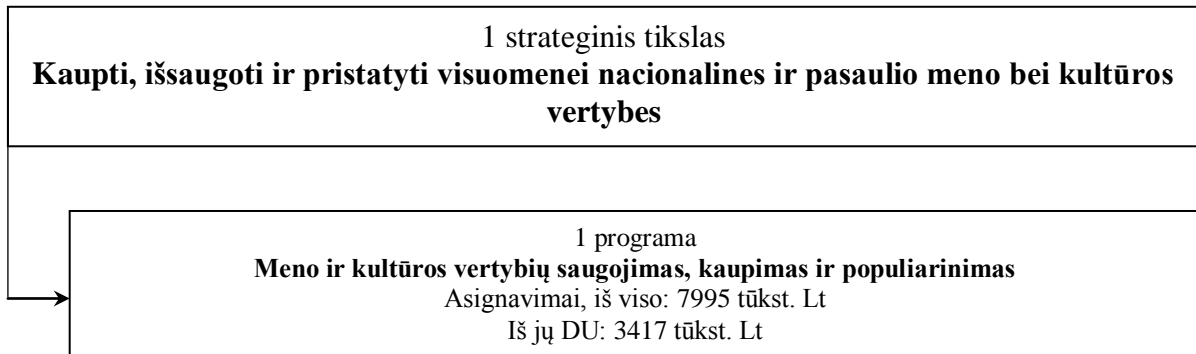 1 strateginis tikslas
Kaupti, išsaugoti ir pristatyti visuomenei nacionalines ir pasaulio meno bei kultūros
vertybes
1 programa
Meno ir kultūros vertybių saugojimas, kaupimas ir populiarinimas
Asignavimai, iš viso: 7995 tūkst. Lt
Iš jų DU: 3417 tūkst. Lt